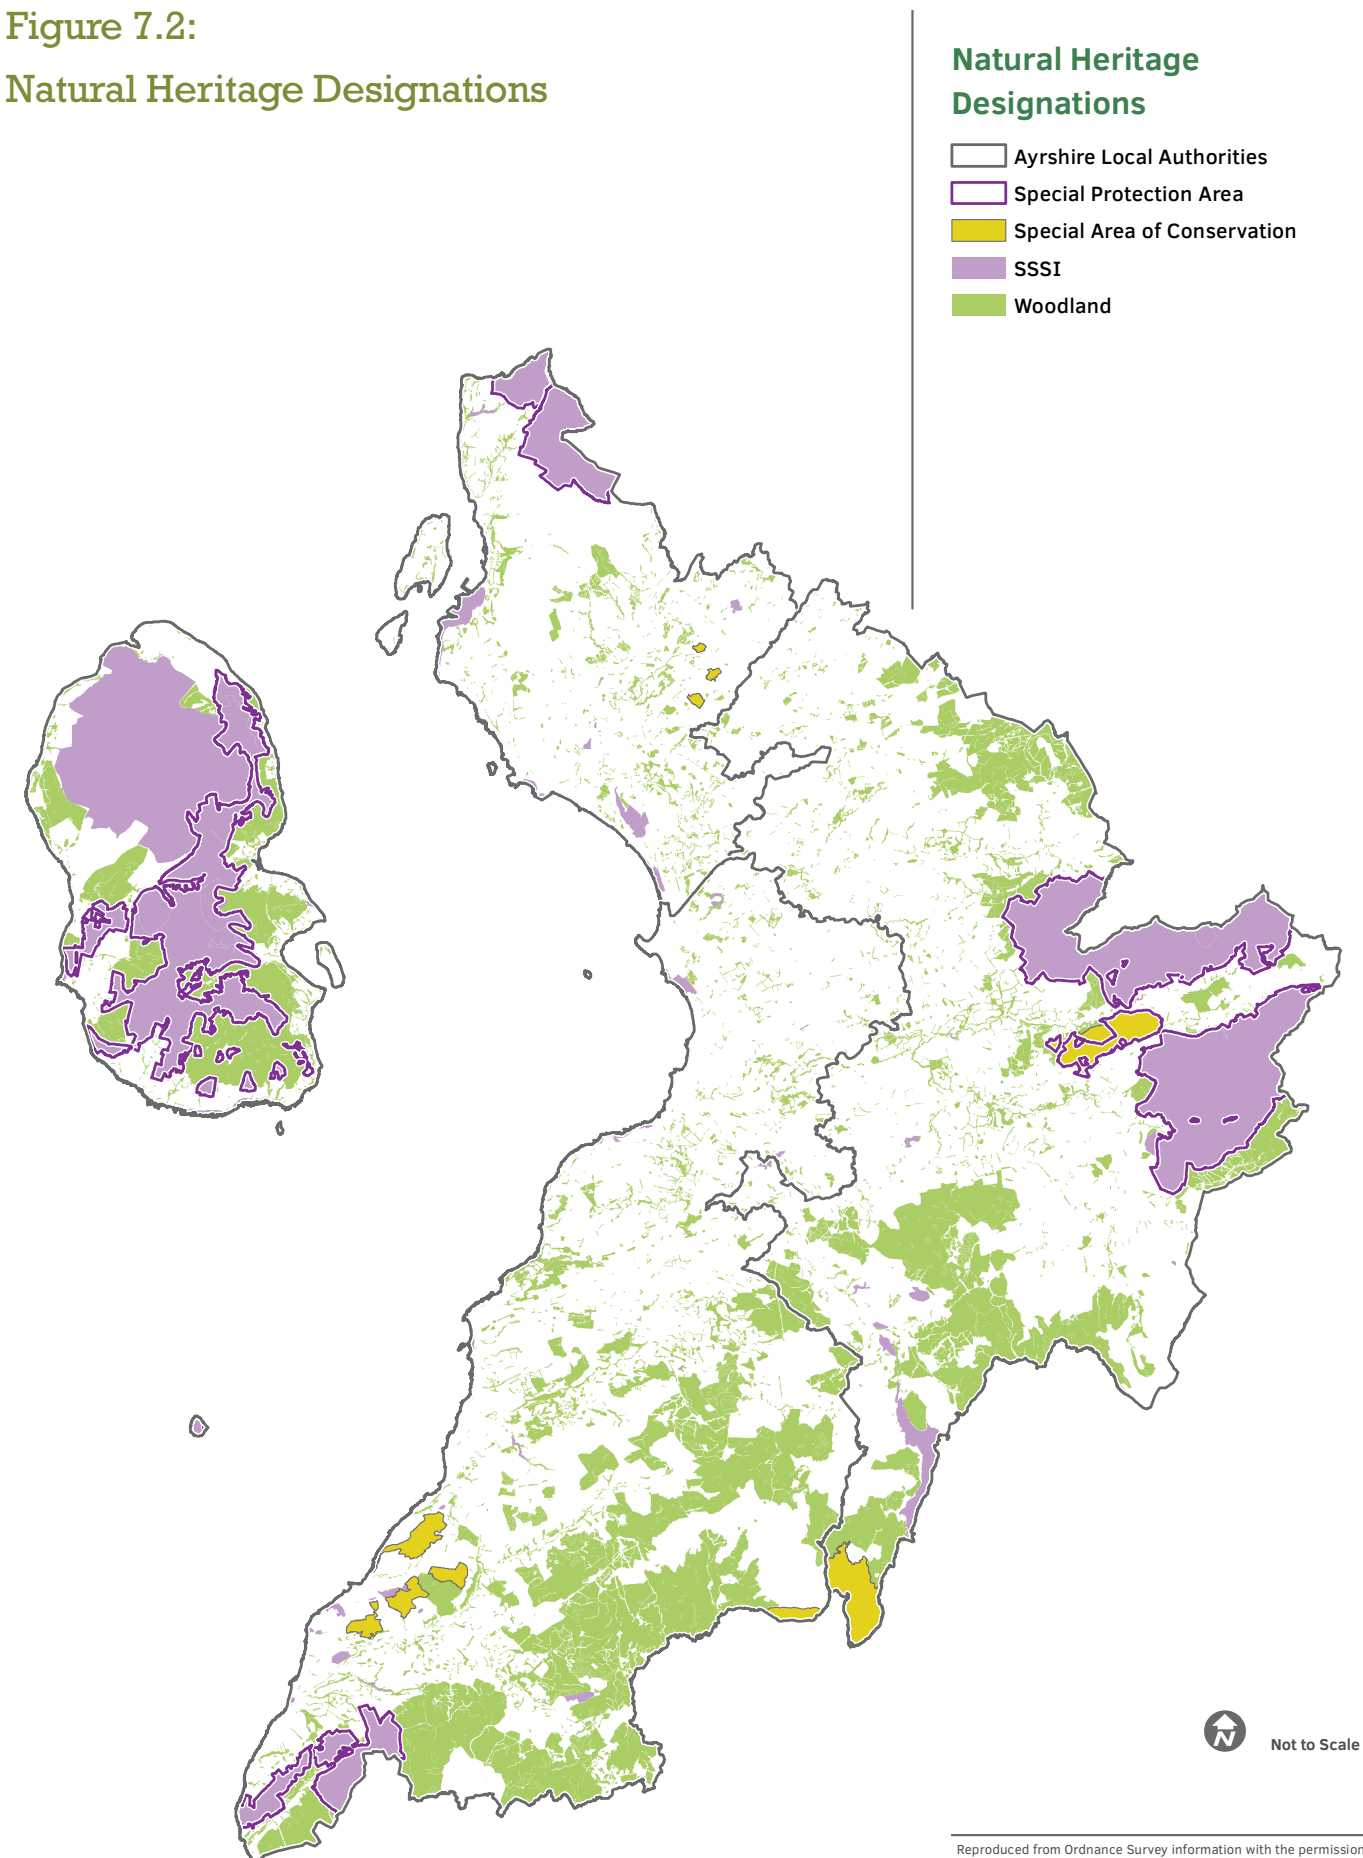 Figure 7.2:
Natural Heritage Designations
Natural Heritage
Designations
Ayrshire Local Authorities
Special Protection Area
Special Area of Conservation
SSSI
Woodland
N
Not to Scale
Reproduced from Ordnance Survey information with the permission